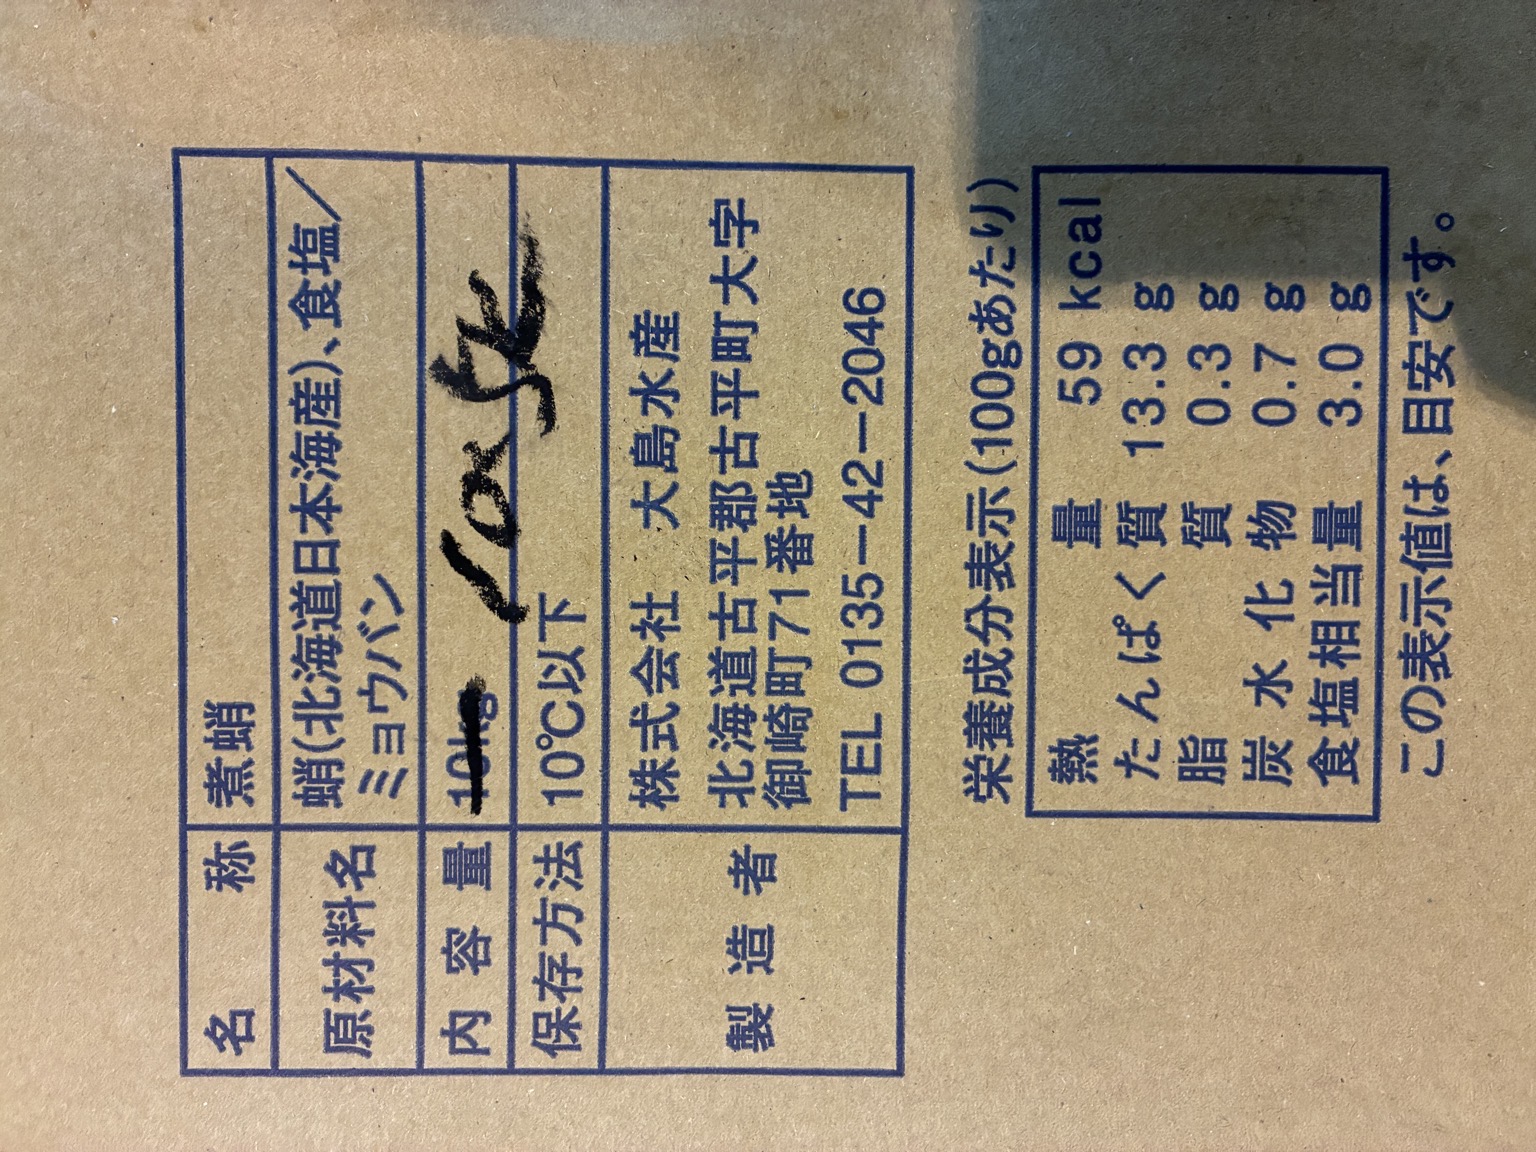 名称 煮蛸
原材料名 蛸(北海道日本海産)、食塩/
ミョウバン
内容量 10kg
保存方法 10℃以下
製造者 株式会社 大島水産
北海道古平郡古平町大字
御崎町71番地
TEL 0135-42-2046
栄養成分表示(100gあたり)
熱量 59 kcal
たんぱく質 13.3 g
脂質 0.3 g
炭水化物 0.7 g
食塩相当量 3.0 g
この表示値は、目安です。